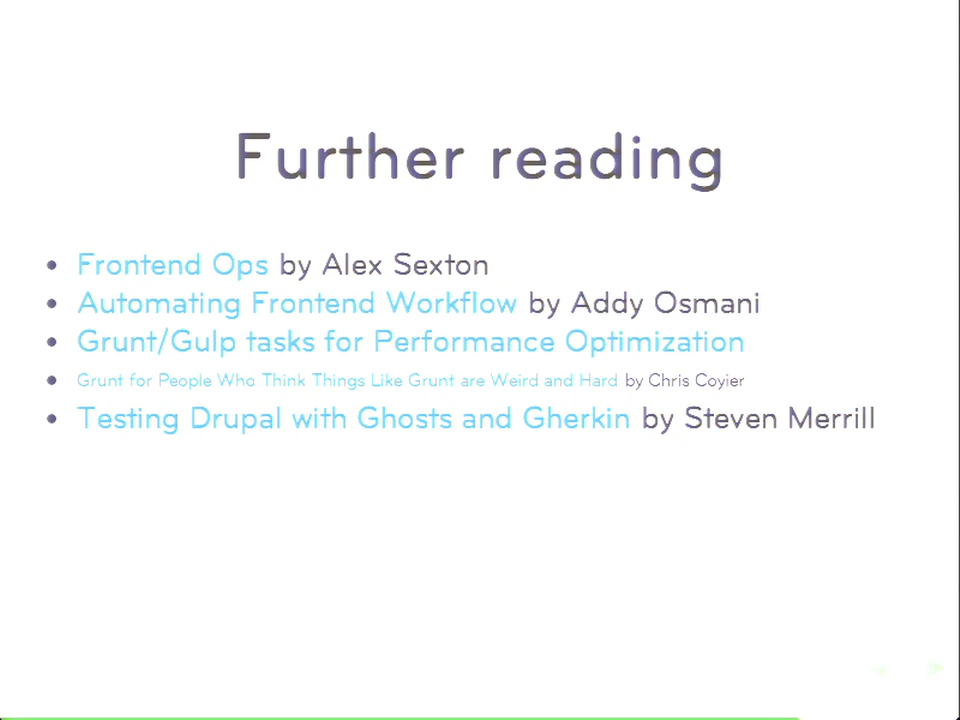 Further reading
Frontend Ops by Alex Sexton
Automating Frontend Workflow by Addy Osmani
Grunt/Gulp tasks for Performance Optimization
Grunt for People Who Think Things Like Grunt are Weird and Hard by Chris Coyier
Testing Drupal with Ghosts and Gherkin by Steven Merrill